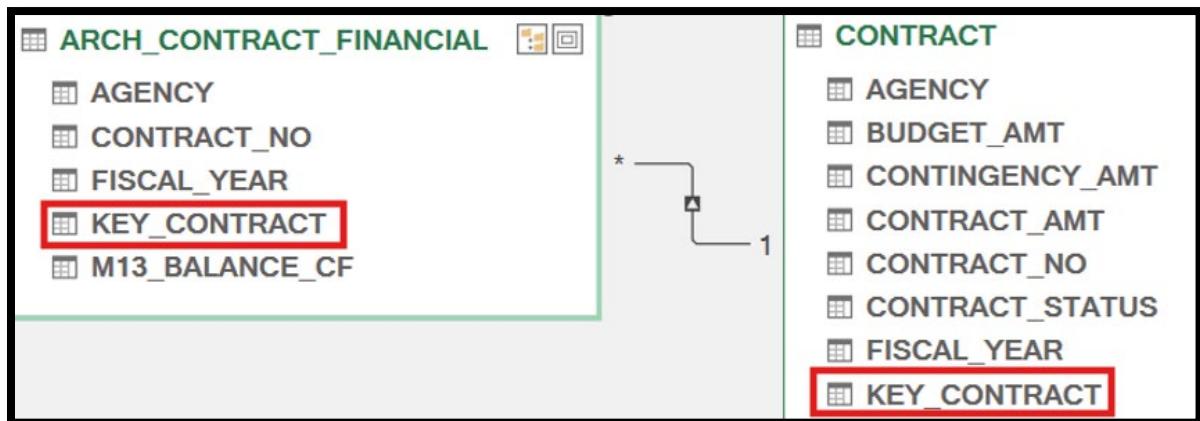 ARCH_CONTRACT_FINANCIAL
AGENCY
CONTRACT_NO
FISCAL_YEAR
KEY_CONTRACT
M13_BALANCE_CF
*
1
CONTRACT
AGENCY
BUDGET_AMT
CONTINGENCY_AMT
CONTRACT_AMT
CONTRACT_NO
CONTRACT_STATUS
FISCAL_YEAR
KEY_CONTRACT